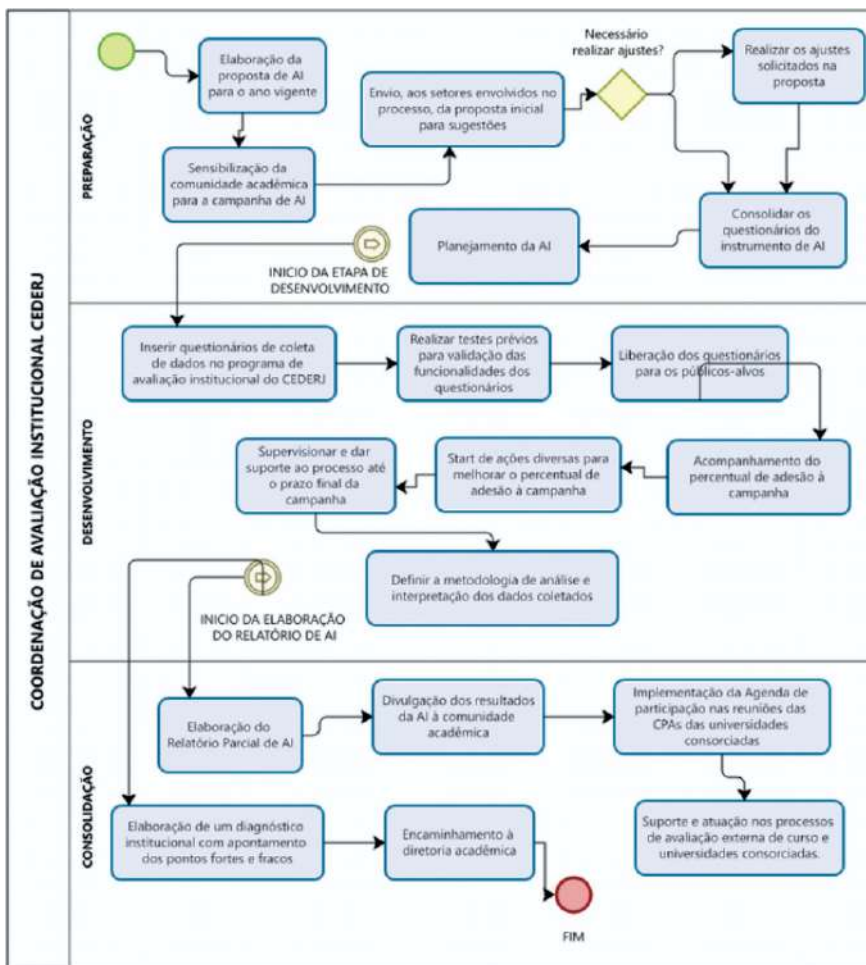 COORDENAÇÃO DE AVALIAÇÃO INSTITUCIONAL CEDERJ
PREPARAÇÃO
Elaboração da
proposta de AI
para o ano vigente
Sensibilização da
comunidade acadêmica
para a campanha de AI
Envio, aos setores envolvidos no
processo, da proposta inicial
para sugestões
Necessário
realizar ajustes?
Realizar os ajustes
solicitados na
proposta
Consolidar os
questionários do
instrumento de AI
Planejamento da AI
INICIO DA ETAPA DE
DESENVOLVIMENTO
DESENVOLVIMENTO
Inserir questionários de coleta
de dados no programa de
avaliação institucional do CEDERJ
Realizar testes prévios
para validação das
funcionalidades dos
questionários
Liberação dos questionários
para os públicos-alvos
Acompanhamento do
percentual de adesão à
campanha
Start de ações diversas para
melhorar o percentual de
adesão à campanha
Supervisionar e dar
suporte ao processo até
o prazo final da
campanha
Definir a metodologia de análise e
interpretação dos dados coletados
INICIO DA ELABORAÇÃO
DO RELATÓRIO DE AI
CONSOLIDAÇÃO
Elaboração do
Relatório Parcial de AI
Divulgação dos resultados
da AI à comunidade
acadêmica
Implementação da Agenda de
participação nas reuniões das
CPAs das universidades
consorciadas
Suporte e atuação nos processos
de avaliação externa de curso e
universidades consorciadas.
Elaboração de um diagnóstico
institucional com apontamento
dos pontos fortes e fracos
Encaminhamento à
diretoria acadêmica
FIM